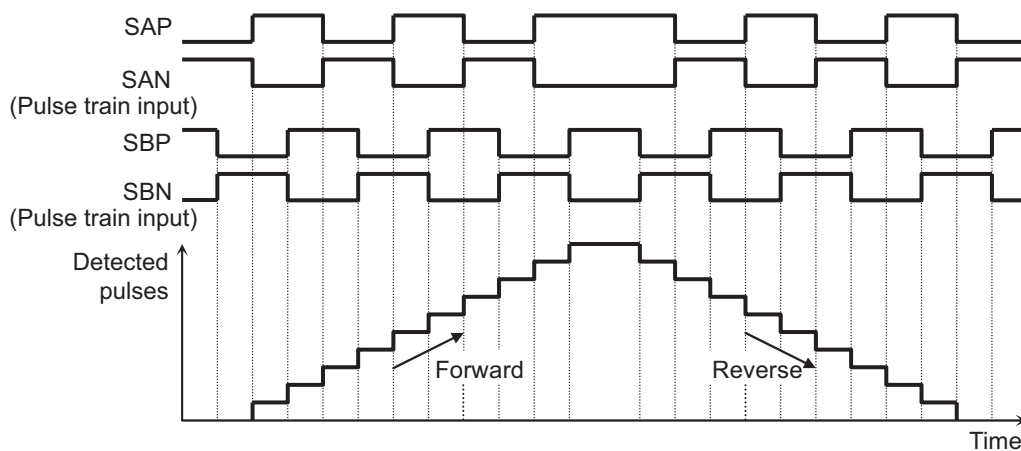 SAP
SAN
(Pulse train input)
SBP
SBN
(Pulse train input)
Detected
pulses
Forward
Reverse
Time